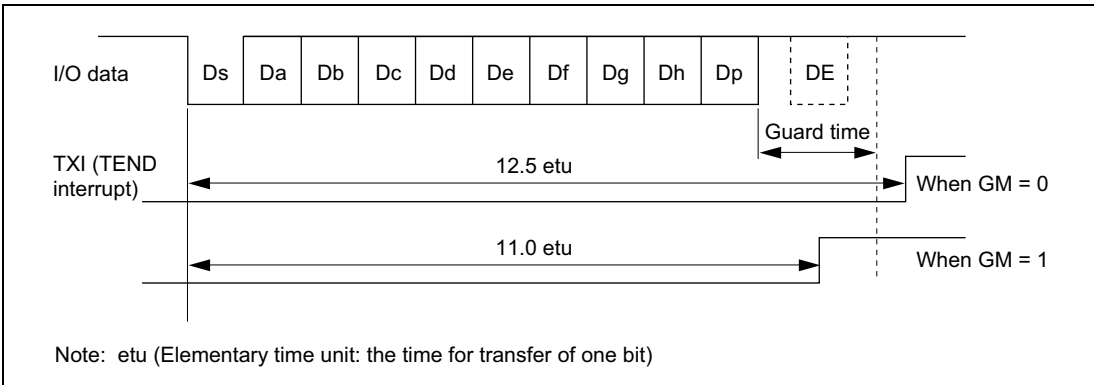 I/O data
Ds Da Db Dc Dd De Df Dg Dh Dp DE
Guard time
TXI (TEND
interrupt)
12.5 etu
When GM = 0
11.0 etu
When GM = 1
Note: etu (Elementary time unit: the time for transfer of one bit)